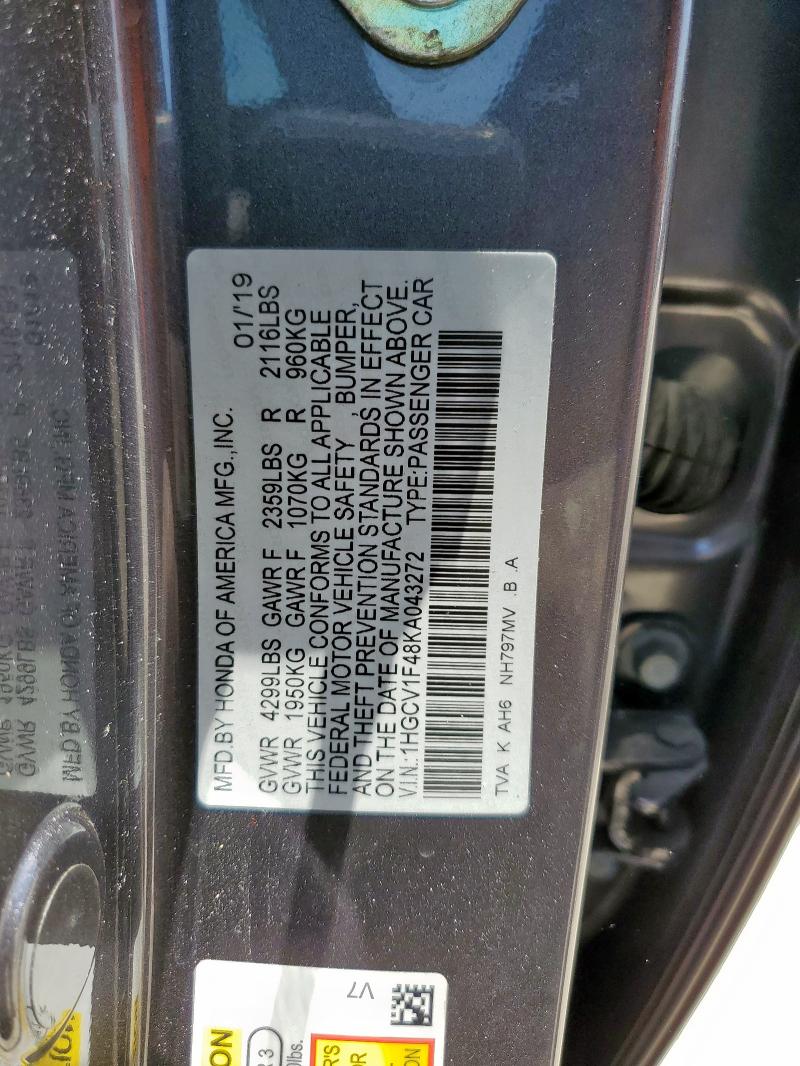 MFD.BY HONDA OF AMERICA MFG.,INC. 01/'19
GVWR 4299LBS GAWR F 2359LBS R 2116LBS
GVWR 1950KG GAWR F 1070KG R 960KG
THIS VEHICLE CONFORMS TO ALL APPLICABLE
FEDERAL MOTOR VEHICLE SAFETY, BUMPER,
AND THEFT PREVENTION STANDARDS, IN EFFECT
ON THE DATE OF MANUFACTURE SHOWN ABOVE.
V.I.N.:1HGCV1F48KA043272 TYPE:PASSENGER CAR
TVA K AH6 NH797MV .B .A
V7